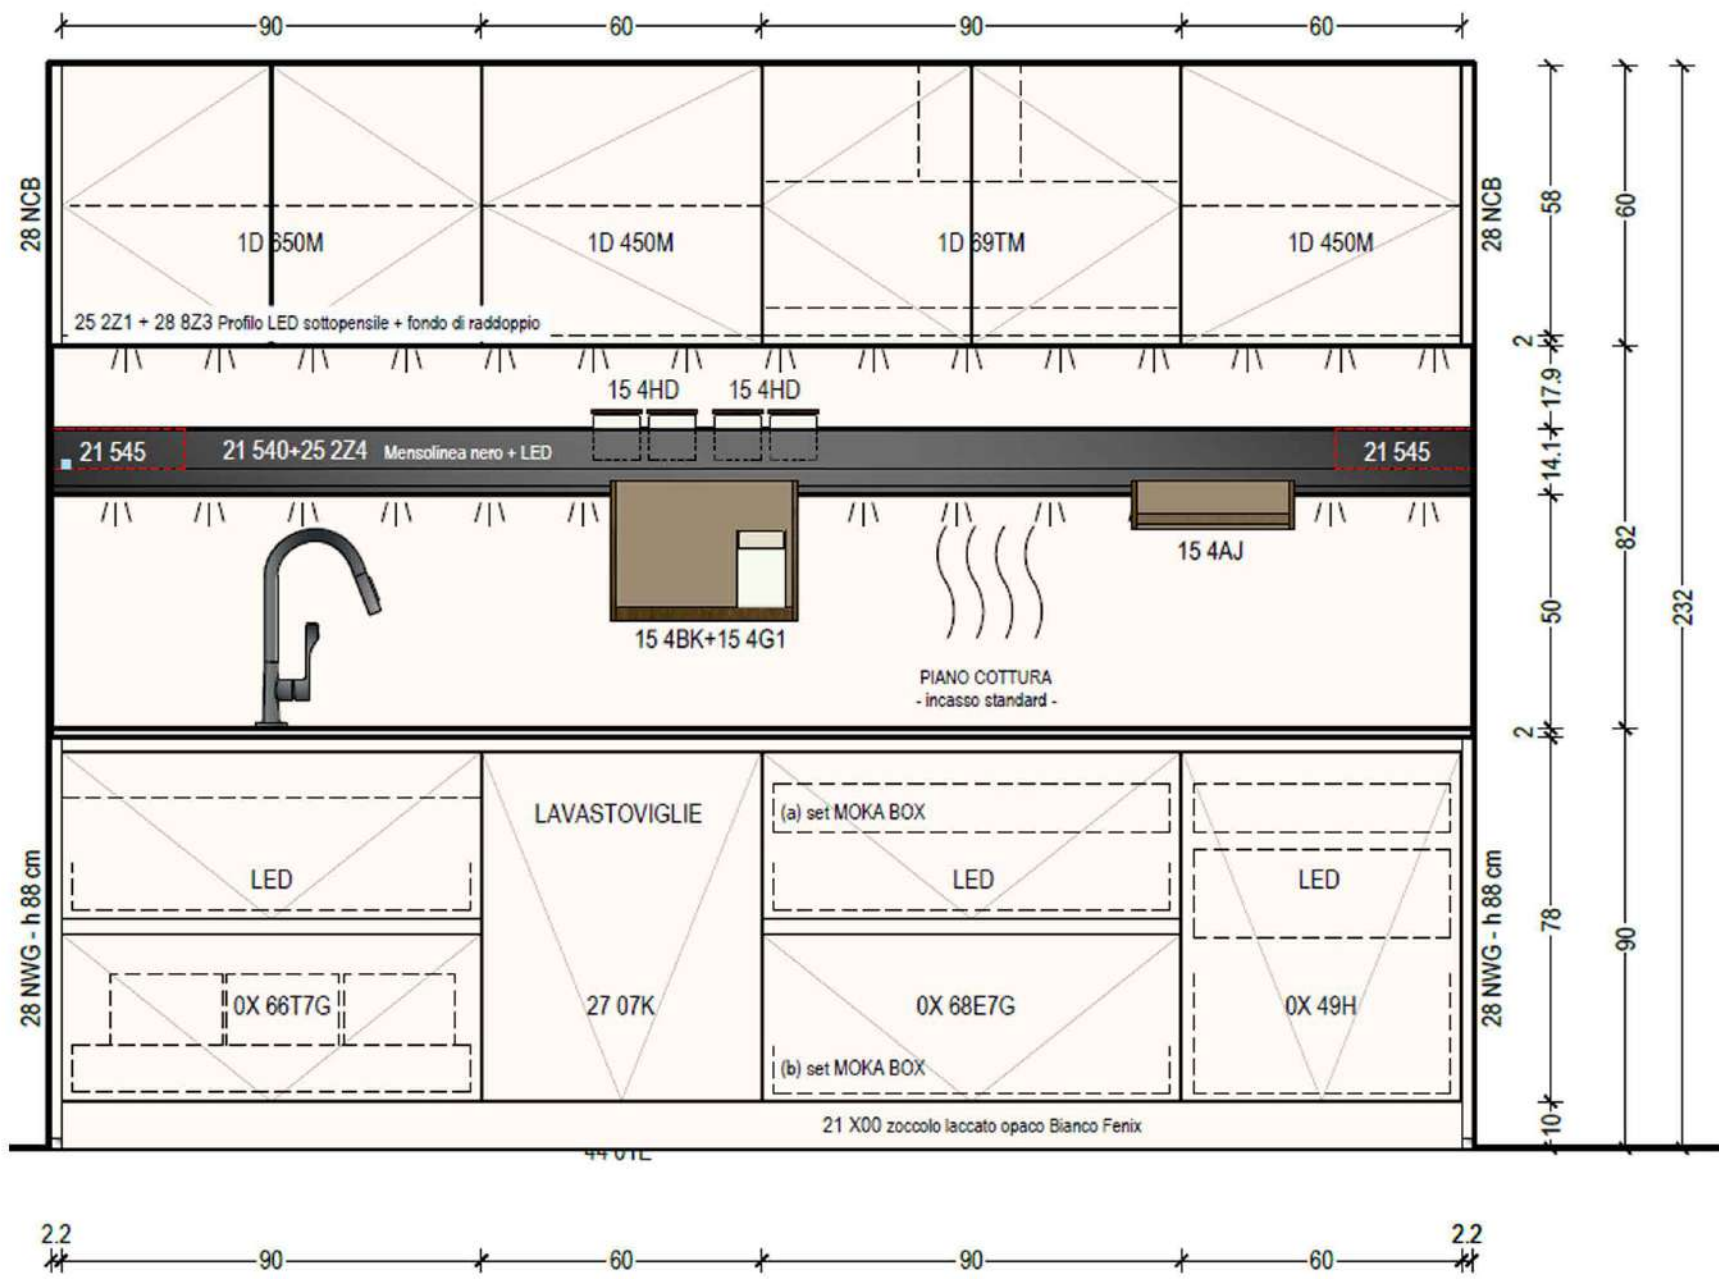 90 60 90 60
28 NCB
28 NCB
1D 650M 1D 450M 1D 69TM 1D 450M
58
60
25 2Z1 + 28 8Z3 Profilo LED sottopensile + fondo di raddoppio
2
15 4HD 15 4HD
17.9
21 545 21 540+25 2Z4 Mensolinea nero + LED 21 545
14.1
15 4AJ
82
15 4BK+15 4G1
50
232
PIANO COTTURA
- incasso standard -
2
LAVASTOVIGLIE (a) set MOKA BOX
LED LED LED
28 NWG - h 88 cm
28 NWG - h 88 cm
78
90
0X 66T7G 27 07K 0X 68E7G 0X 49H
(b) set MOKA BOX
21 X00 zoccolo laccato opaco Bianco Fenix
10
2.2 2.2
90 60 90 60